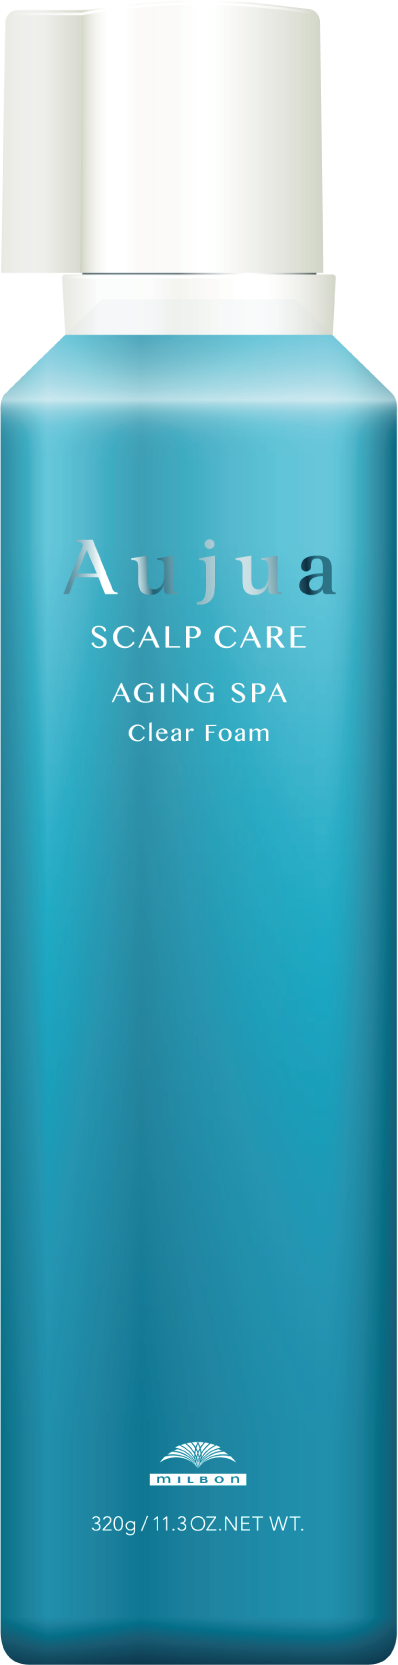 Aujua
SCALP CARE
AGING SPA
Clear Foam
MILBON
320g / 11.3 OZ.NET WT.